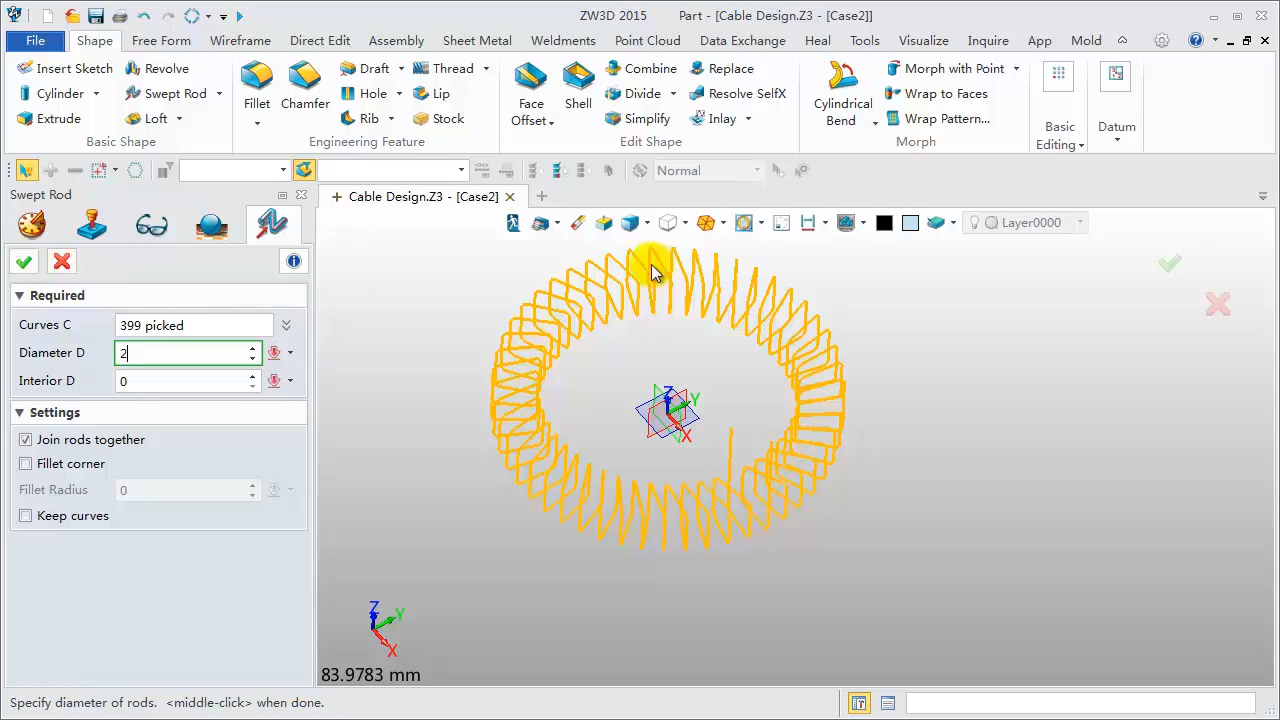 ZW3D 2015 Part - [Cable Design.Z3 - [Case2]]
File Shape Free Form Wireframe Direct Edit Assembly Sheet Metal Weldments Point Cloud Data Exchange Heal Tools Visualize Inquire App Mold
Insert Sketch Revolve Draft Thread Combine Replace Morph with Point
Cylinder Swept Rod Hole Lip Divide Resolve SelfX Wrap to Faces
Extrude Loft Rib Stock Simplify Inlay Wrap Pattern...
Fillet Chamfer Face Offset Shell Cylindrical Bend Basic Editing Datum
Basic Shape Engineering Feature Edit Shape Morph
Normal
Swept Rod
Cable Design.Z3 - [Case2]
Layer0000
Required
Curves C 399 picked
Diameter D 2
Interior D 0
Settings
Join rods together
Fillet corner
Fillet Radius 0
Keep curves
Z
Y
X
Z
Y
X
83.9783 mm
Specify diameter of rods. <middle-click> when done.